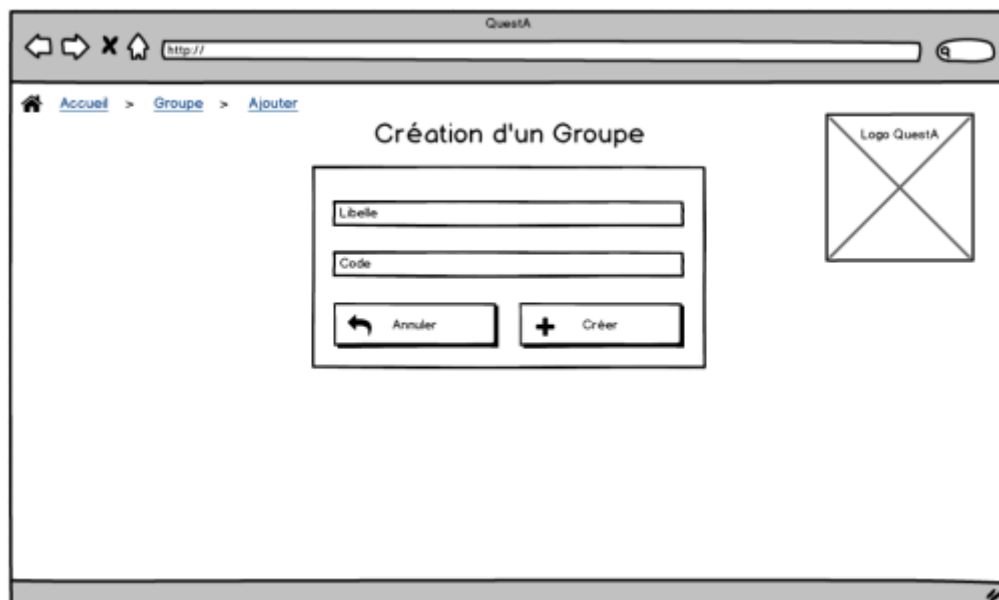 QuestA
http://
Accueil > Groupe > Ajouter
Création d'un Groupe
Logo QuestA
Libelle
Code
Annuler
Créer